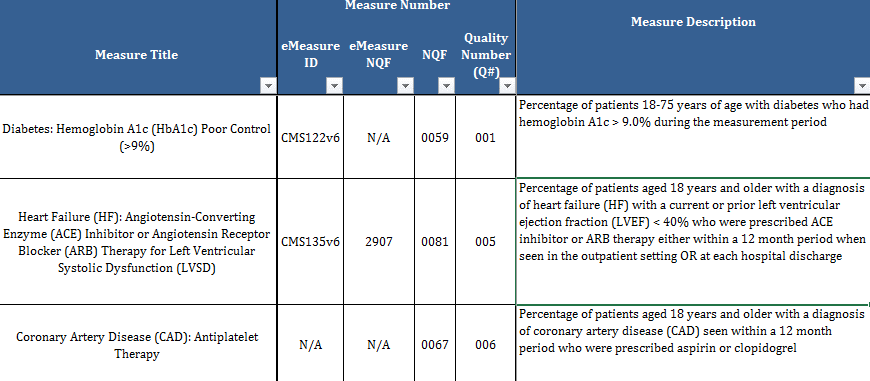 Measure Number
Measure Description
Measure Title
eMeasure
ID
eMeasure
NQF
NQF
Quality
Number
(Q#)
Diabetes: Hemoglobin A1c (HbA1c) Poor Control
(>9%)
CMS122v6
N/A
0059
001
Percentage of patients 18-75 years of age with diabetes who had
hemoglobin A1c > 9.0% during the measurement period
Heart Failure (HF): Angiotensin-Converting
Enzyme (ACE) Inhibitor or Angiotensin Receptor
Blocker (ARB) Therapy for Left Ventricular
Systolic Dysfunction (LVSD)
CMS135v6
2907
0081
005
Percentage of patients aged 18 years and older with a diagnosis
of heart failure (HF) with a current or prior left ventricular
ejection fraction (LVEF) < 40% who were prescribed ACE
inhibitor or ARB therapy either within a 12 month period when
seen in the outpatient setting OR at each hospital discharge
Coronary Artery Disease (CAD): Antiplatelet
Therapy
N/A
N/A
0067
006
Percentage of patients aged 18 years and older with a diagnosis
of coronary artery disease (CAD) seen within a 12 month
period who were prescribed aspirin or clopidogrel